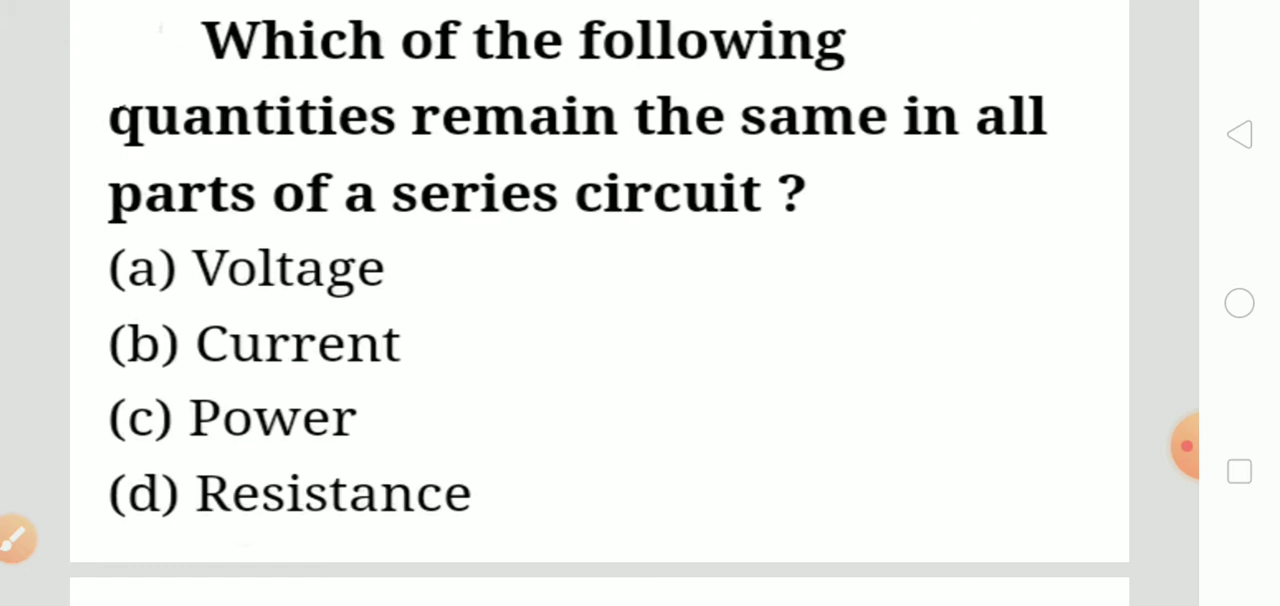 Which of the following
quantities remain the same in all
parts of a series circuit ?
(a) Voltage
(b) Current
(c) Power
(d) Resistance